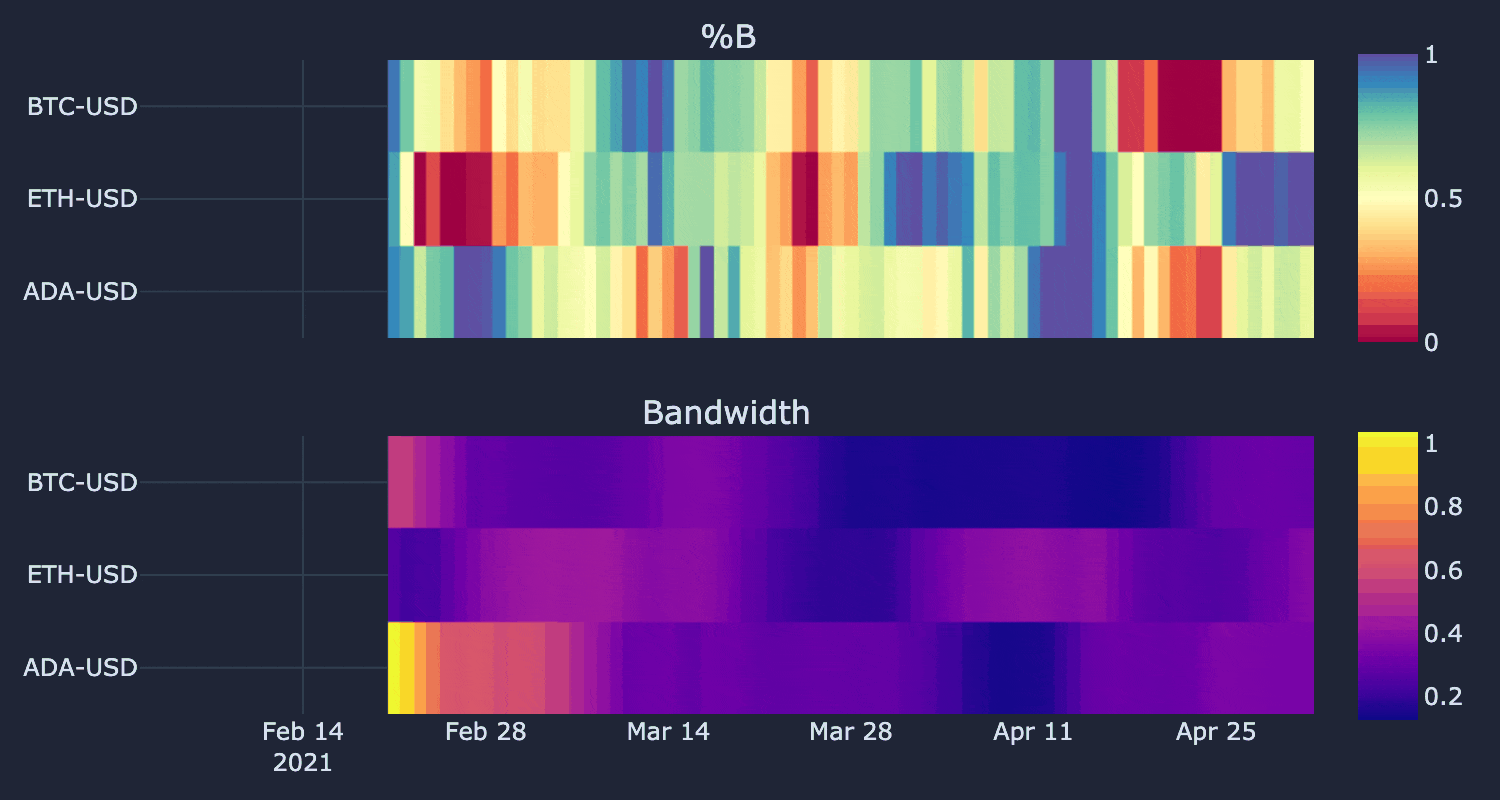 %B
BTC-USD
ETH-USD
ADA-USD
1
0.5
0
Bandwidth
BTC-USD
ETH-USD
ADA-USD
1
0.8
0.6
0.4
0.2
Feb 14 Feb 28 Mar 14 Mar 28 Apr 11 Apr 25
2021